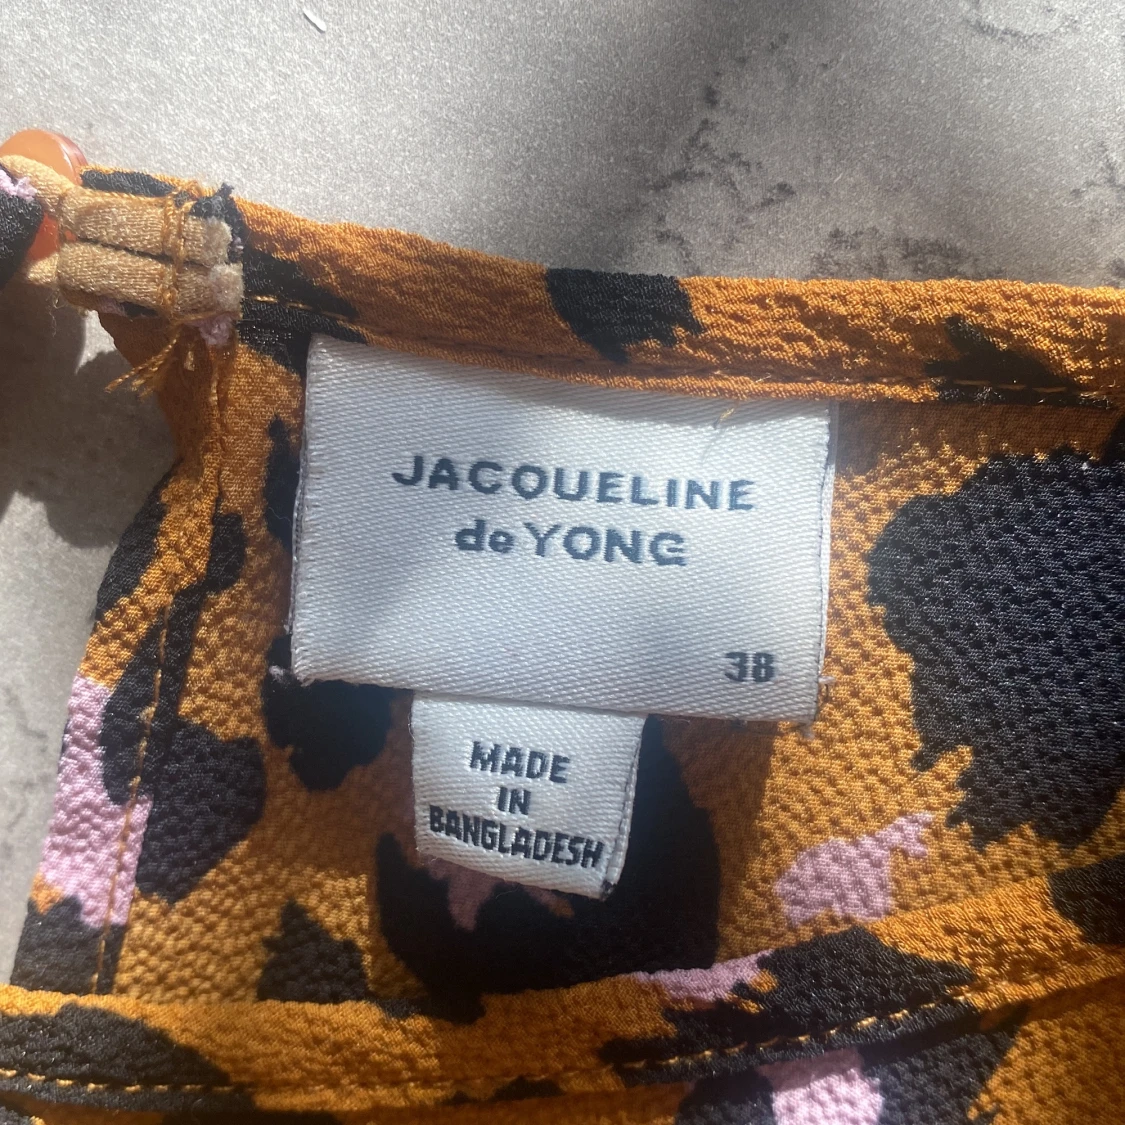 JACQUELINE
de YONG
38
MADE
IN
BANGLADESH